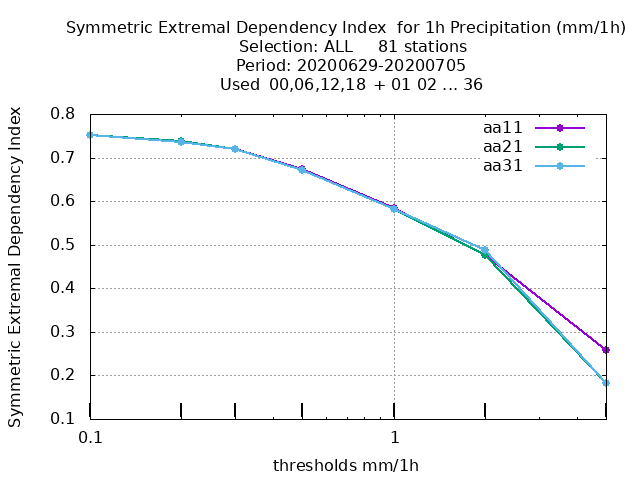 Symmetric Extremal Dependency Index  for 1h Precipitation (mm/1h)
Selection: ALL     81 stations
Period: 20200629-20200705
Used  00,06,12,18  + 01 02 ... 36
Symmetric Extremal Dependency Index
0.8
0.7
0.6
0.5
0.4
0.3
0.2
0.1
aa11
aa21
aa31
0.1
1
thresholds mm/1h